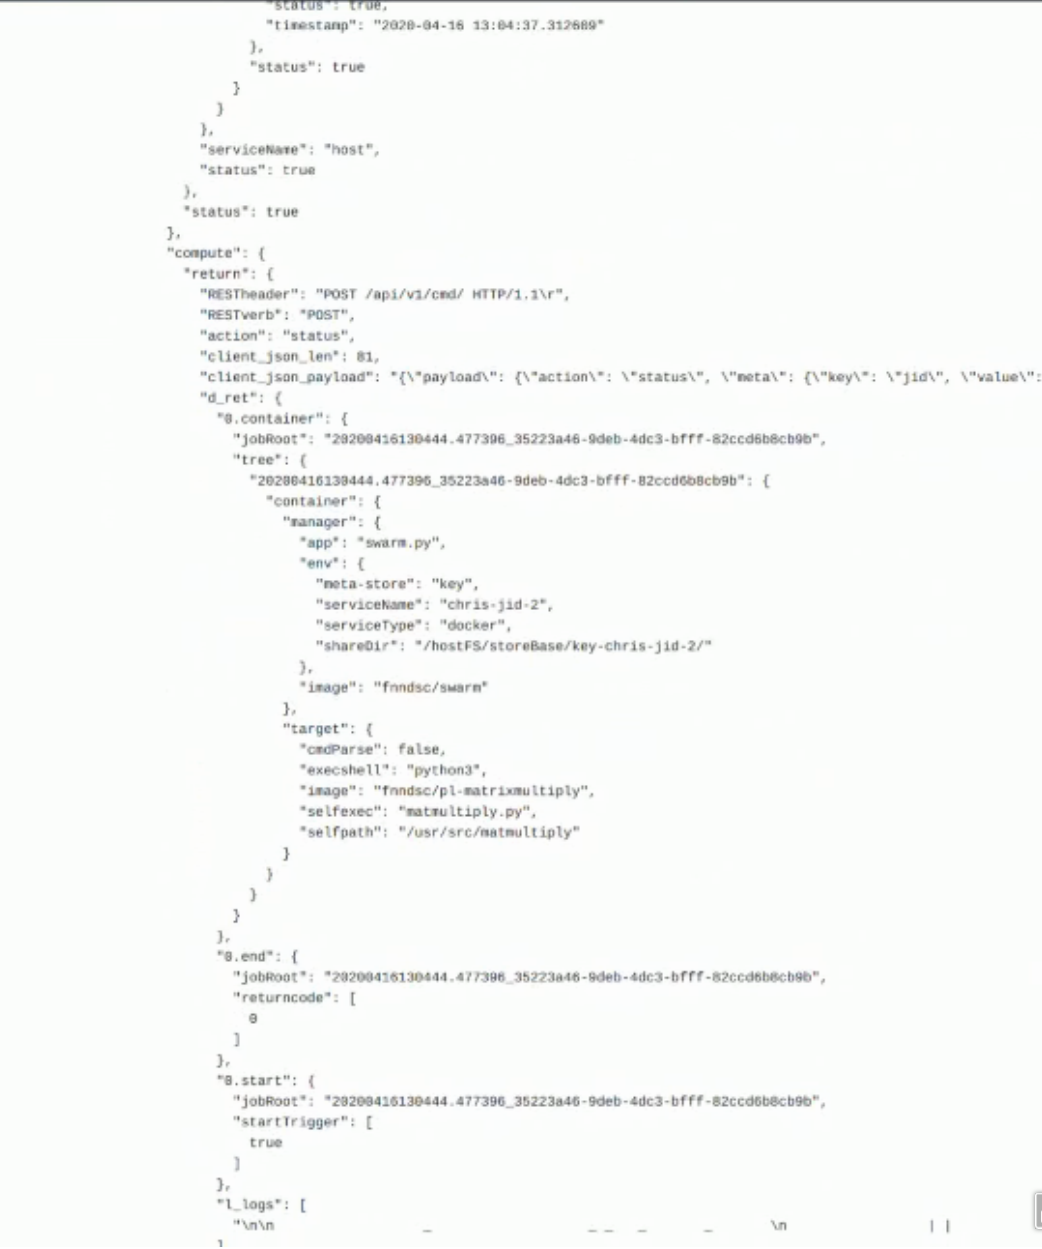 "status": true,
"timestamp": "2020-04-16 13:04:37.312689"
},
"status": true
}
}
},
"serviceName": "host",
"status": true
},
"status": true
},
"compute": {
"return": {
"RESTheader": "POST /api/v1/cmd/ HTTP/1.1\r",
"RESTverb": "POST",
"action": "status",
"client_json_len": 81,
"client_json_payload": "{\"payload\": {\"action\": \"status\", \"meta\": {\"key\": \"jid\", \"value\":
"d_ret": {
"0.container": {
"jobRoot": "20200416130444.477396_35223a46-9deb-4dc3-bfff-82ccd6b8cb9b",
"tree": {
"20200416130444.477396_35223a46-9deb-4dc3-bfff-82ccd6b8cb9b": {
"container": {
"manager": {
"app": "swarm.py",
"env": {
"meta-store": "key",
"serviceName": "chris-jid-2",
"serviceType": "docker",
"shareDir": "/hostFS/storeBase/key-chris-jid-2/"
},
"image": "fnndsc/swarm"
},
"target": {
"cmdParse": false,
"execshell": "python3",
"image": "fnndsc/pl-matrixmultiply",
"selfexec": "matmultiply.py",
"selfpath": "/usr/src/matmultiply"
}
}
}
}
},
"0.end": {
"jobRoot": "20200416130444.477396_35223a46-9deb-4dc3-bfff-82ccd6b8cb9b",
"returncode": [
0
]
},
"0.start": {
"jobRoot": "20200416130444.477396_35223a46-9deb-4dc3-bfff-82ccd6b8cb9b",
"startTrigger": [
true
]
},
"l_logs": [
"\n\n _ _ _ _ _ \n | |